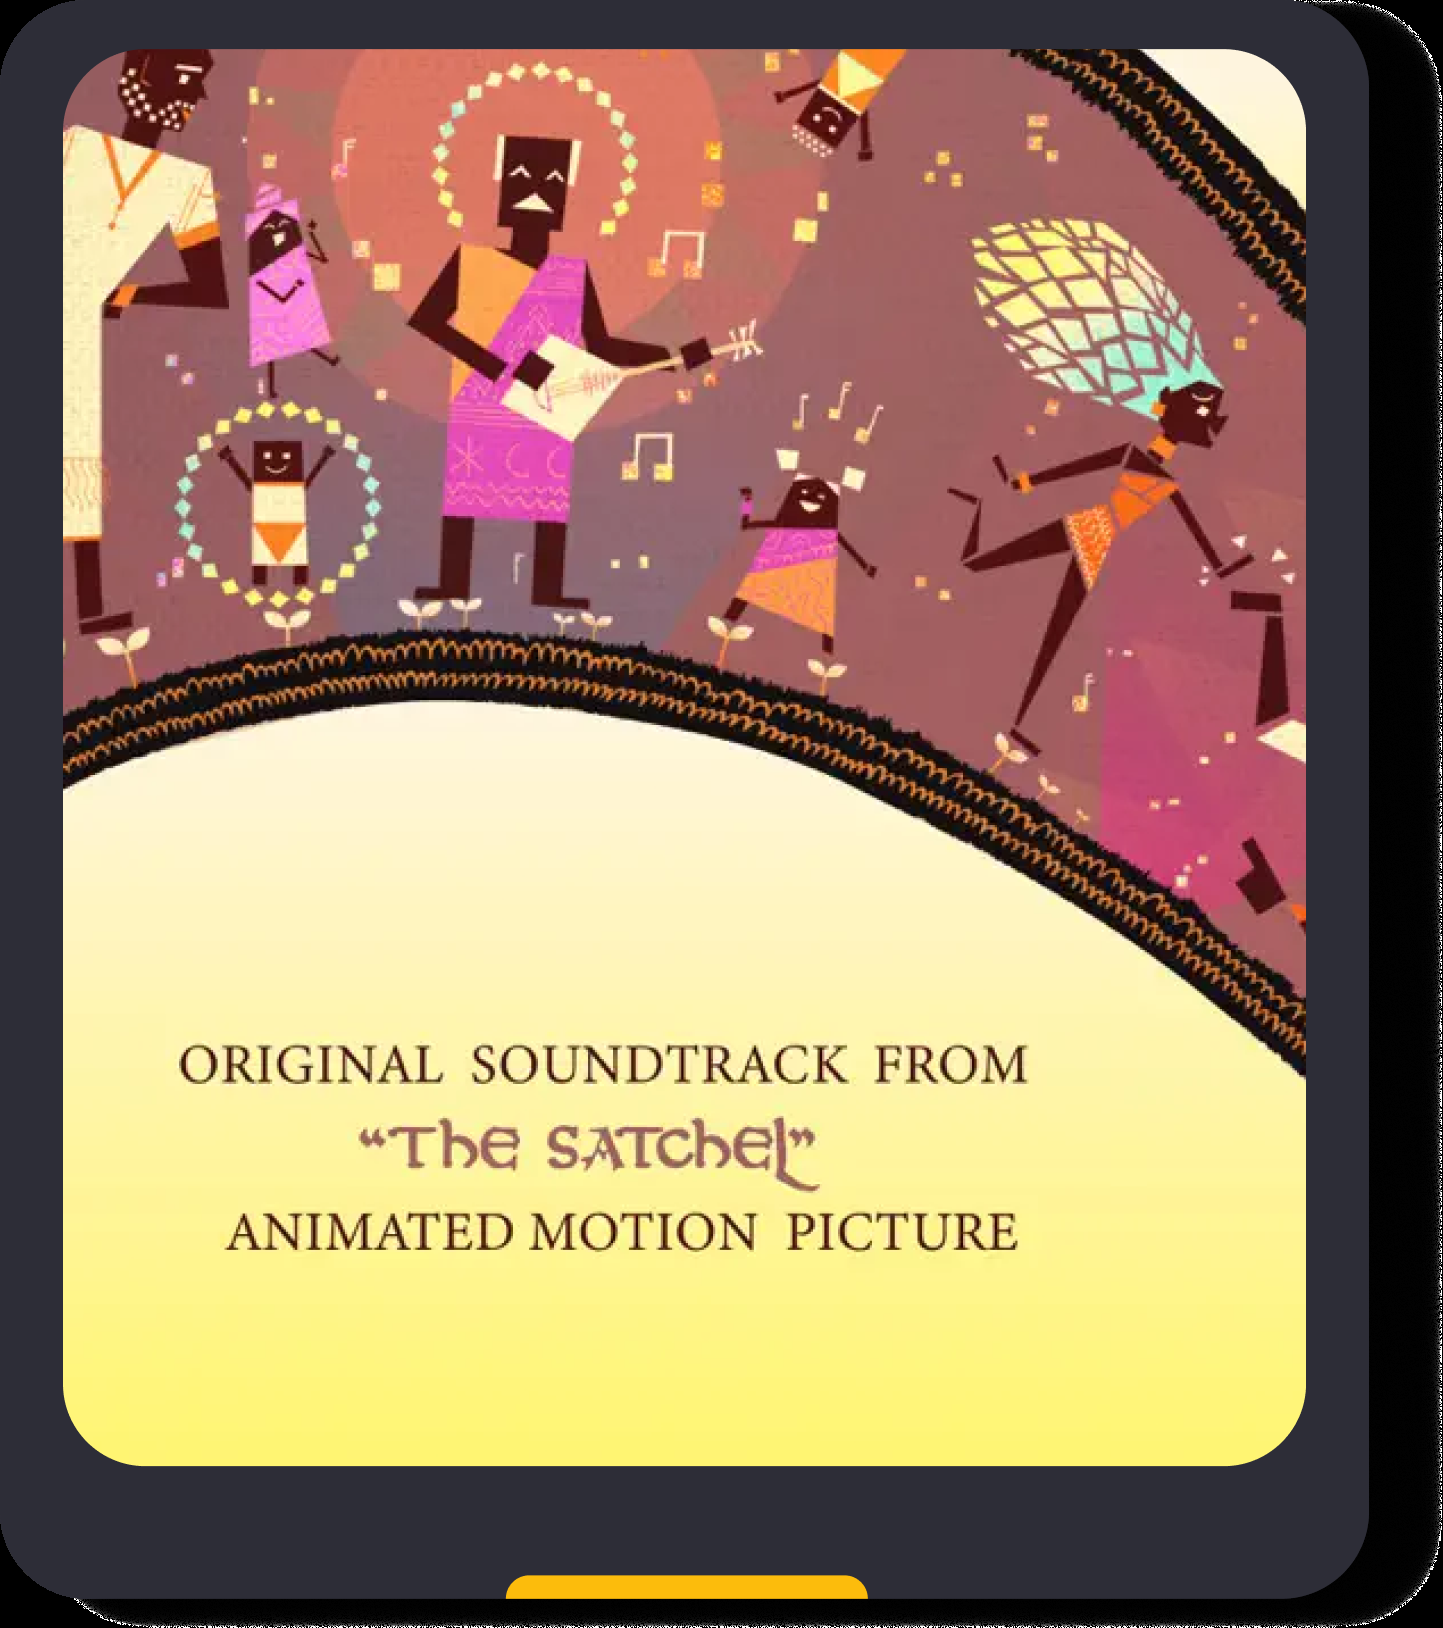 ORIGINAL SOUNDTRACK FROM
“The SATchel”
ANIMATED MOTION PICTURE